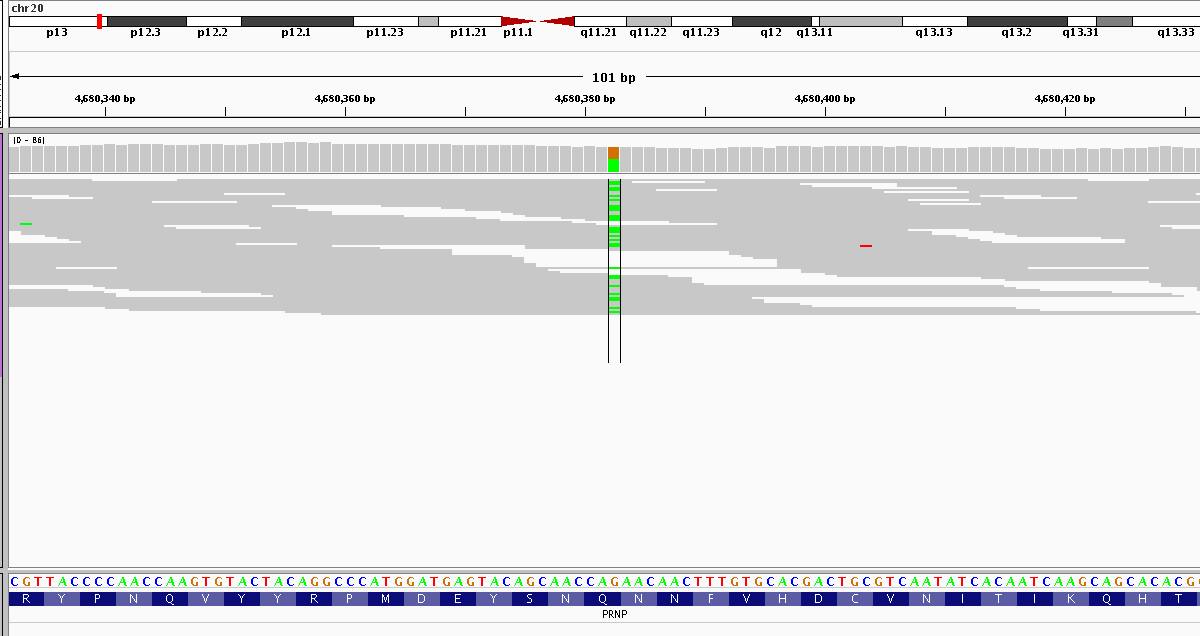 chr20
p13 p12.3 p12.2 p12.1 p11.23 p11.21 p11.1 q11.21 q11.22 q11.23 q12 q13.11 q13.13 q13.2 q13.31 q13.33
101 bp
4,680,340 bp 4,680,360 bp 4,680,380 bp 4,680,400 bp 4,680,420 bp
[0 - 86]
CGTTACCCCAACCAAGTGTACTACAGGCCCATGGATGAGTACAGCAACCAGAACAACTTTGTGCACGACTGCGTCAATATCACAATCAAGCAGCACACG
R Y P N Q V Y Y R P M D E Y S N Q N N F V H D C V N I T I K Q H T
PRNP